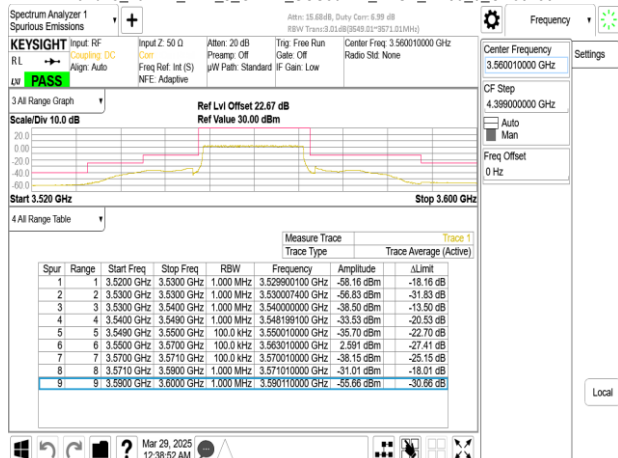 Spectrum Analyzer 1
Spurious Emissions
Attn: 15.68dB, Duty Corr: 6.99 dB
RBW Trans:3.01dB(3549.01~3571.01MHz)
Frequency
KEYSIGHT Input: RF Input Z: 50 Ω Atten: 20 dB Trig: Free Run Center Freq: 3.560010000 GHz
RL Coupling: DC Corr Preamp: Off Gate: Off Radio Std: None
Align: Auto Freq Ref: Int (S) µW Path: Standard IF Gain: Low
LXI PASS NFE: Adaptive
Center Frequency
3.560010000 GHz
Settings
CF Step
4.399000000 GHz
Auto
Man
Freq Offset
0 Hz
3 All Range Graph
Ref Lvl Offset 22.67 dB
Scale/Div 10.0 dB Ref Value 30.00 dBm
20.0
0.00
-20.0
-40.0
-60.0
Start 3.520 GHz Stop 3.600 GHz
4 All Range Table
Measure Trace Trace 1
Trace Type Trace Average (Active)
Spur Range Start Freq Stop Freq RBW Frequency Amplitude ΔLimit
1 1 3.5200 GHz 3.5300 GHz 1.000 MHz 3.529900100 GHz -58.16 dBm -18.16 dB
2 2 3.5300 GHz 3.5300 GHz 1.000 MHz 3.530007400 GHz -56.83 dBm -31.83 dB
3 3 3.5300 GHz 3.5400 GHz 1.000 MHz 3.540000000 GHz -38.50 dBm -13.50 dB
4 4 3.5400 GHz 3.5490 GHz 1.000 MHz 3.548199100 GHz -33.53 dBm -20.53 dB
5 5 3.5490 GHz 3.5500 GHz 100.0 kHz 3.550010000 GHz -35.70 dBm -22.70 dB
6 6 3.5500 GHz 3.5700 GHz 100.0 kHz 3.563010000 GHz 2.591 dBm -27.41 dB
7 7 3.5700 GHz 3.5710 GHz 100.0 kHz 3.570010000 GHz -38.15 dBm -25.15 dB
8 8 3.5710 GHz 3.5900 GHz 1.000 MHz 3.571010000 GHz -31.01 dBm -18.01 dB
9 9 3.5900 GHz 3.6000 GHz 1.000 MHz 3.590110000 GHz -55.66 dBm -30.66 dB
Local
Mar 29, 2025
12:38:52 AM